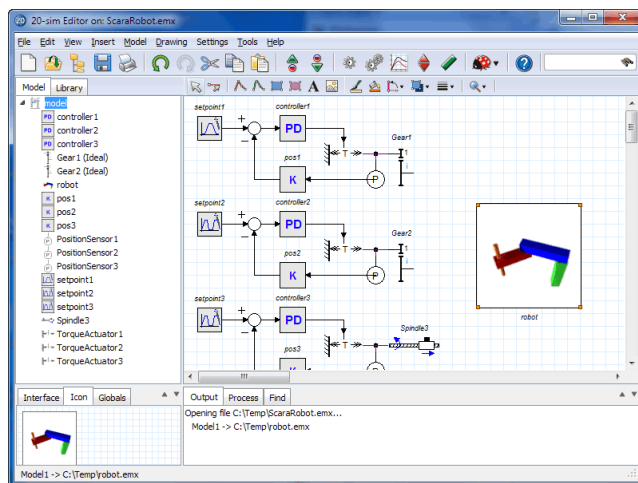 20-sim Editor on: ScaraRobot.emx
File Edit View Insert Model Drawing Settings Tools Help
Model Library
model
controller1
controller2
controller3
Gear1 (Ideal)
Gear2 (Ideal)
robot
pos1
pos2
pos3
PositionSensor1
PositionSensor2
PositionSensor3
setpoint1
setpoint2
setpoint3
Spindle3
TorqueActuator1
TorqueActuator2
TorqueActuator3
setpoint1
controller1
PD
T
Gear1
1
i
pos1
K
P
setpoint2
controller2
PD
T
Gear2
1
i
pos2
K
P
robot
setpoint3
controller3
PD
T
Spindle3
pos3
K
P
Interface Icon Globals
Output Process Find
Opening file C:\Temp\ScaraRobot.emx...
Model1 -> C:\Temp\robot.emx
Model1 -> C:\Temp\robot.emx